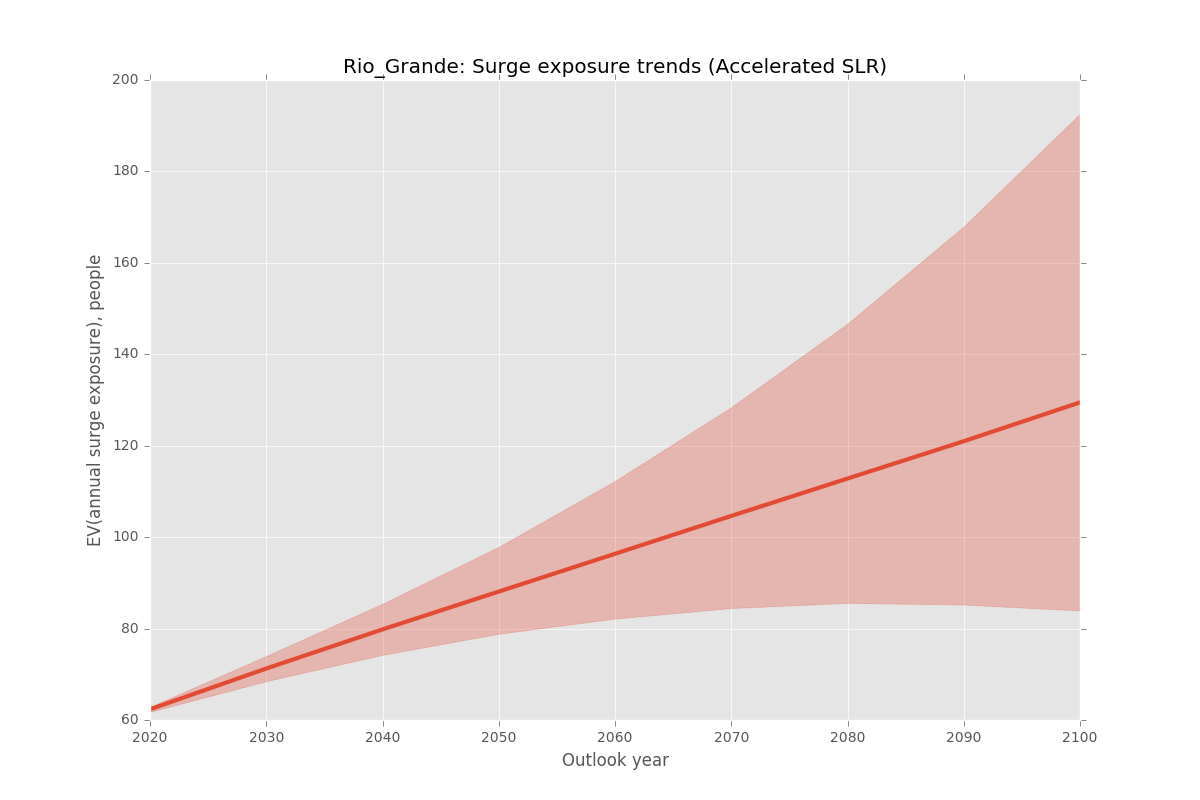 Rio_Grande: Surge exposure trends (Accelerated SLR)
200
180
160
140
120
100
80
60
EV(annual surge exposure), people
2020 2030 2040 2050 2060 2070 2080 2090 2100
Outlook year